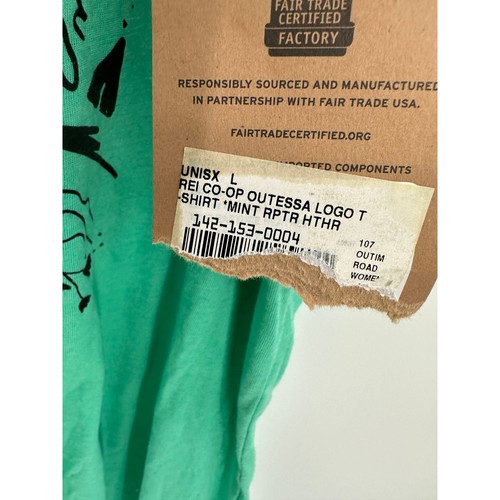 FAIR TRADE
CERTIFIED
FACTORY
RESPONSIBLY SOURCED AND MANUFACTURED
IN PARTNERSHIP WITH FAIR TRADE USA.
FAIRTRADECERTIFIED.ORG
COMPONENTS
UNISX L
REI CO-OP OUTESSA LOGO T
-SHIRT *MINT RPTR HTHR
142-153-0004
107
OUTIM
ROAD
WOME